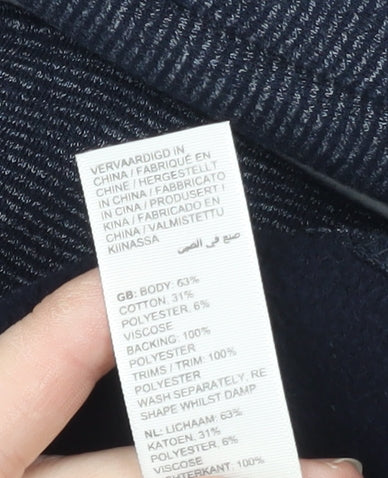 VERVAARDIGD IN
CHINA / FABRIQUÉ EN
CHINE / HERGESTELLT
IN CHINA / FABBRICATO
IN CINA / PRODUSERT I
KINA / FABRICADO EN
CHINA / VALMISTETTU
KIINASSA
صنع في الصين
GB: BODY: 63%
COTTON, 31%
POLYESTER, 6%
VISCOSE
BACKING: 100%
POLYESTER
TRIMS / TRIM: 100%
POLYESTER
WASH SEPARATELY, RE
SHAPE WHILST DAMP
NL: LICHAAM: 63%
KATOEN, 31%
POLYESTER, 6%
VISCOSE
ACHTERKANT: 100%